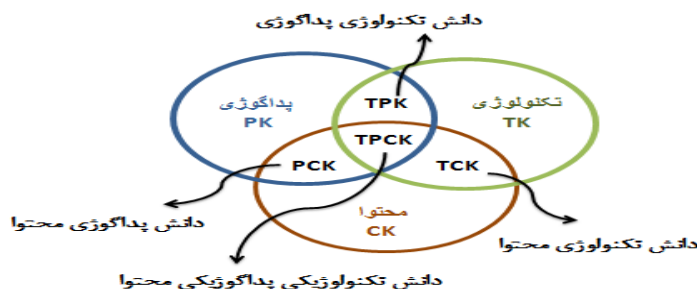 دانش تکنولوژی پداگوژی
پداگوژی
PK
TPK
تکنولوژی
TK
TPCK
PCK
TCK
محتوا
CK
دانش پداگوژی محتوا
دانش تکنولوژی محتوا
دانش تکنولوژیکی پداگوژیکی محتوا